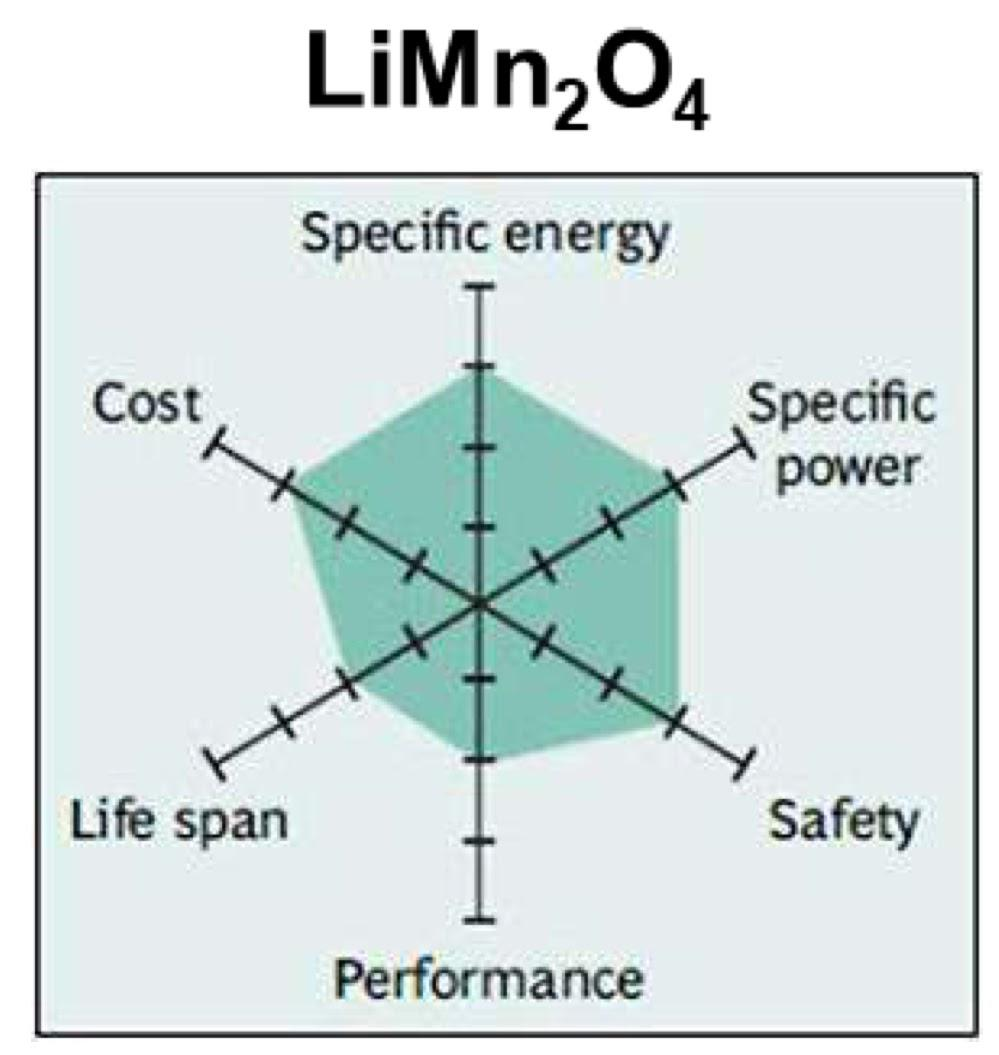 LiMn₂O₄
Specific energy
Cost
Specific
power
Life span
Safety
Performance